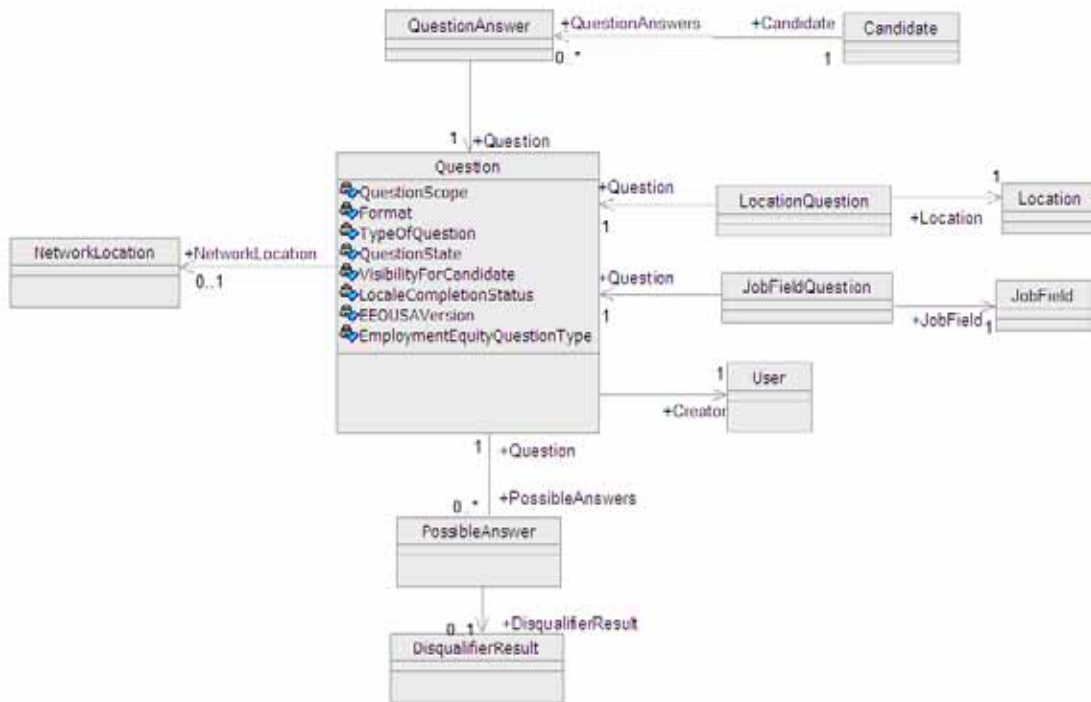 QuestionAnswer
+QuestionAnswers
0..*
+Candidate
1
Candidate
1
+Question
Question
QuestionScope
Format
TypeOfQuestion
QuestionState
VisibilityForCandidate
LocaleCompletionStatus
EEOUSAVersion
EmploymentEquityQuestionType
+Question
1
LocationQuestion
1
+Location
Location
NetworkLocation
+NetworkLocation
0..1
+Question
1
JobFieldQuestion
+JobField
1
JobField
1
+Creator
User
1
+Question
0..*
+PossibleAnswers
PossibleAnswer
0..1
+DisqualifierResult
DisqualifierResult